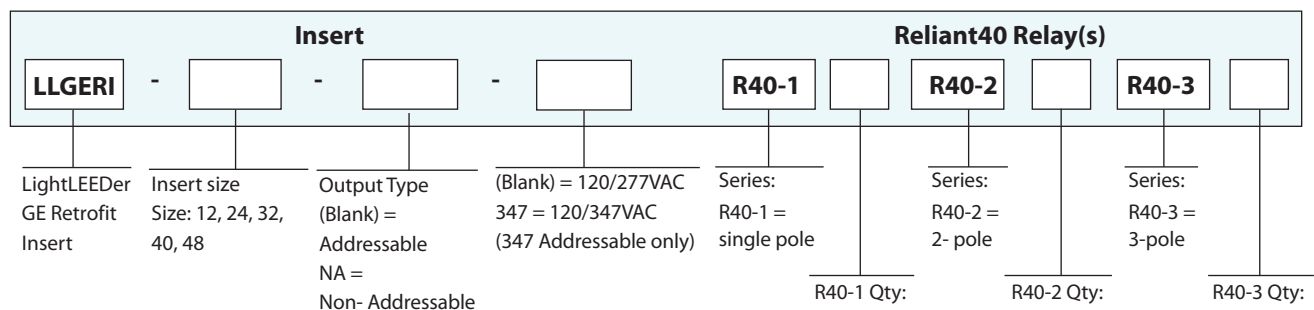 Insert
Reliant40 Relay(s)
LLGERI - - - R40-1 R40-2 R40-3
LightLEEDer
GE Retrofit
Insert
Insert size
Size: 12, 24, 32,
40, 48
Output Type
(Blank) =
Addressable
NA =
Non- Addressable
(Blank) = 120/277VAC
347 = 120/347VAC
(347 Addressable only)
Series:
R40-1 =
single pole
R40-1 Qty:
Series:
R40-2 =
2- pole
R40-2 Qty:
Series:
R40-3 =
3-pole
R40-3 Qty: